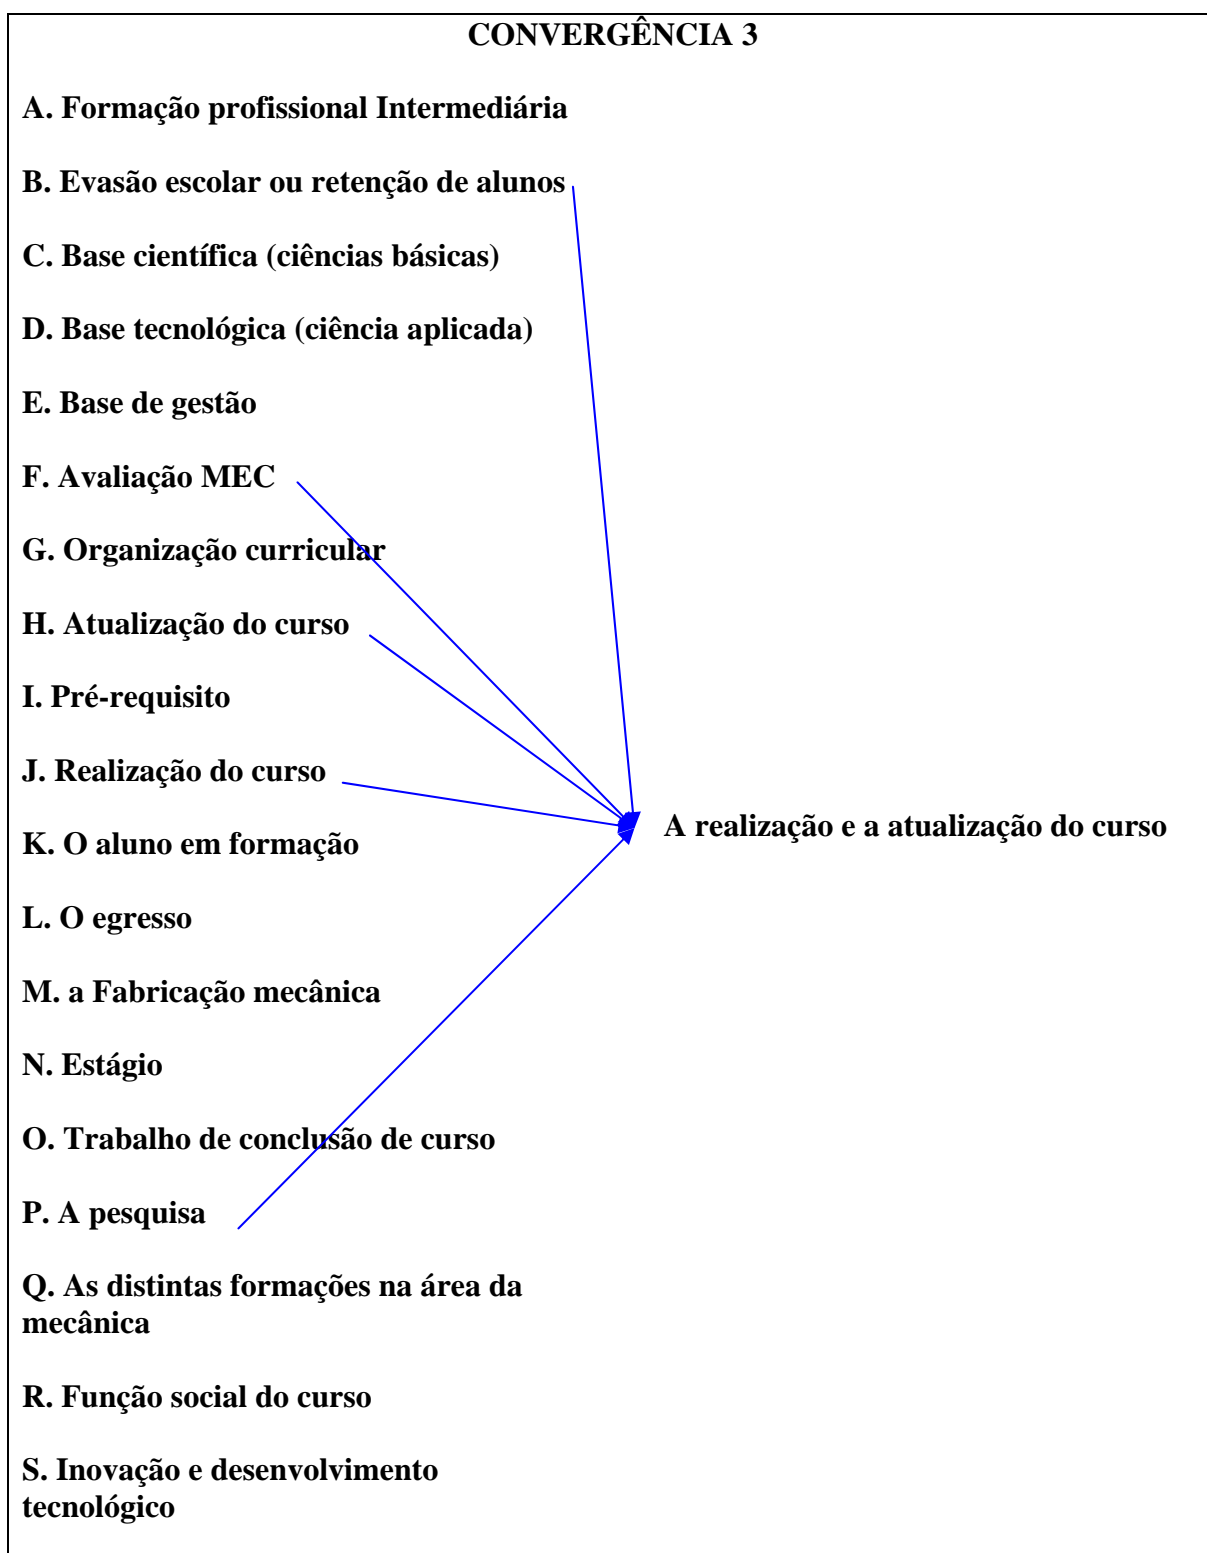 CONVERGÊNCIA 3
A. Formação profissional Intermediária
B. Evasão escolar ou retenção de alunos
C. Base científica (ciências básicas)
D. Base tecnológica (ciência aplicada)
E. Base de gestão
F. Avaliação MEC
G. Organização curricular
H. Atualização do curso
I. Pré-requisito
J. Realização do curso
A realização e a atualização do curso
K. O aluno em formação
L. O egresso
M. a Fabricação mecânica
N. Estágio
O. Trabalho de conclusão de curso
P. A pesquisa
Q. As distintas formações na área da
mecânica
R. Função social do curso
S. Inovação e desenvolvimento
tecnológico